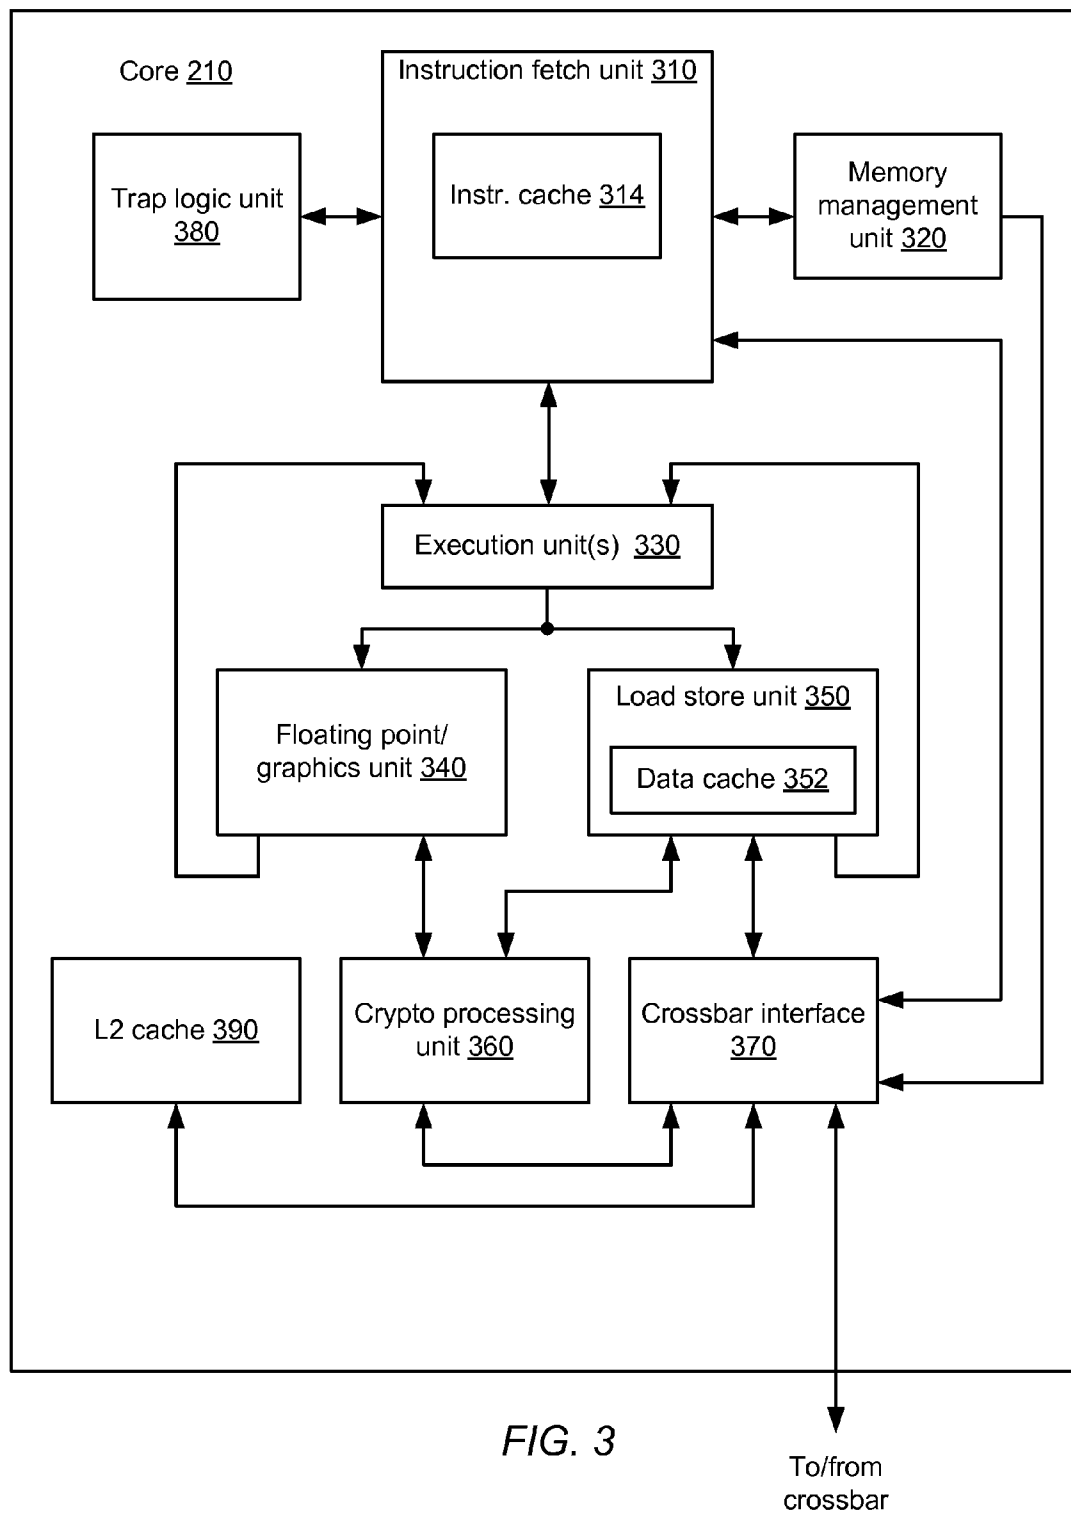 Core 210
Instruction fetch unit 310
Instr. cache 314
Trap logic unit
380
Memory
management
unit 320
Execution unit(s) 330
Floating point/
graphics unit 340
Load store unit 350
Data cache 352
L2 cache 390
Crypto processing
unit 360
Crossbar interface
370
FIG. 3
To/from
crossbar